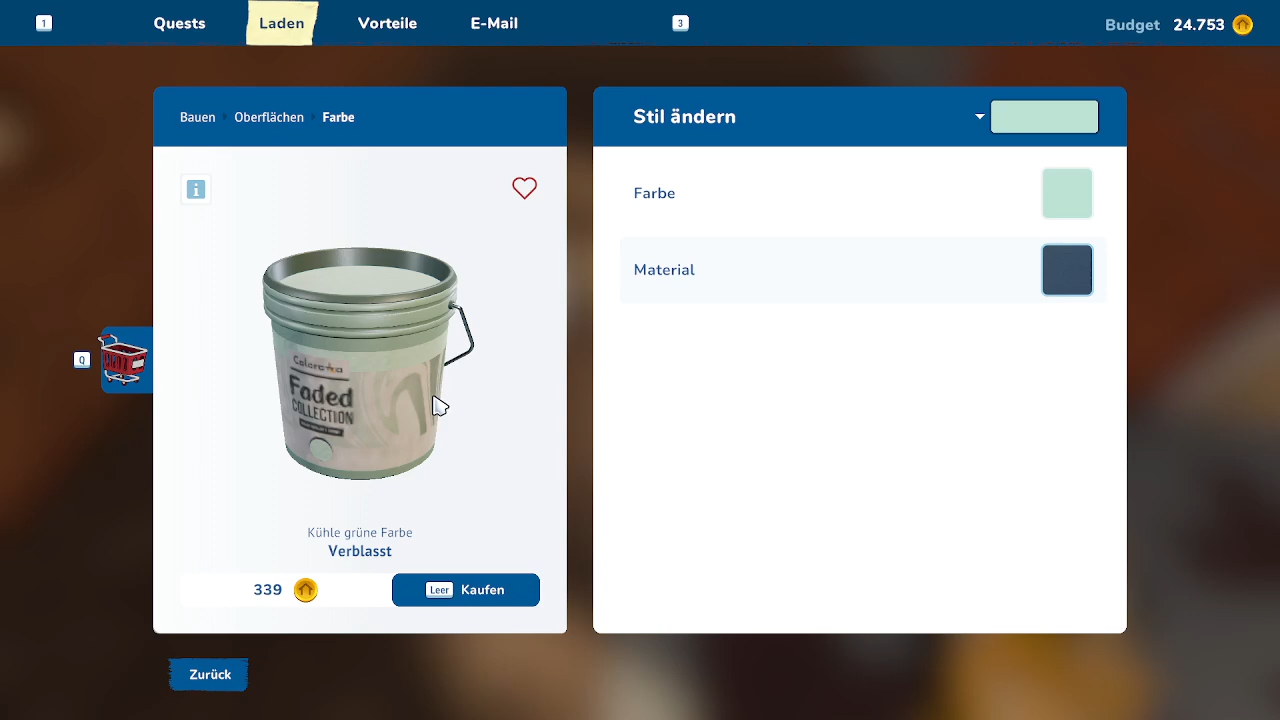 1
Quests
Laden
Vorteile
E-Mail
3
Budget
24.753
Bauen
Oberflächen
Farbe
Stil ändern
i
Farbe
Material
Q
Faded
COLLECTION
Kühle grüne Farbe
Verblasst
339
Leer
Kaufen
Zurück